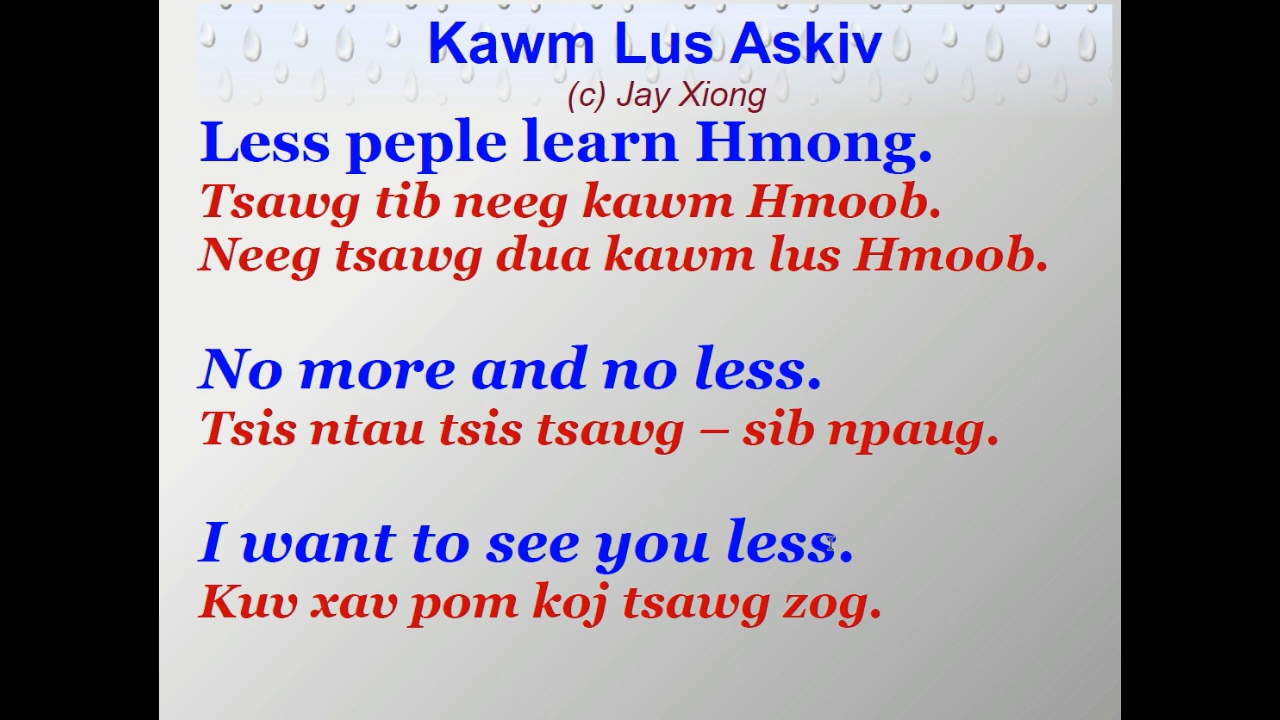 Kawm Lus Askiv
(c) Jay Xiong
Less peple learn Hmong.
Tsawg tib neeg kawm Hmoob.
Neeg tsawg dua kawm lus Hmoob.
No more and no less.
Tsis ntau tsis tsawg – sib npaug.
I want to see you less.
Kuv xav pom koj tsawg zog.